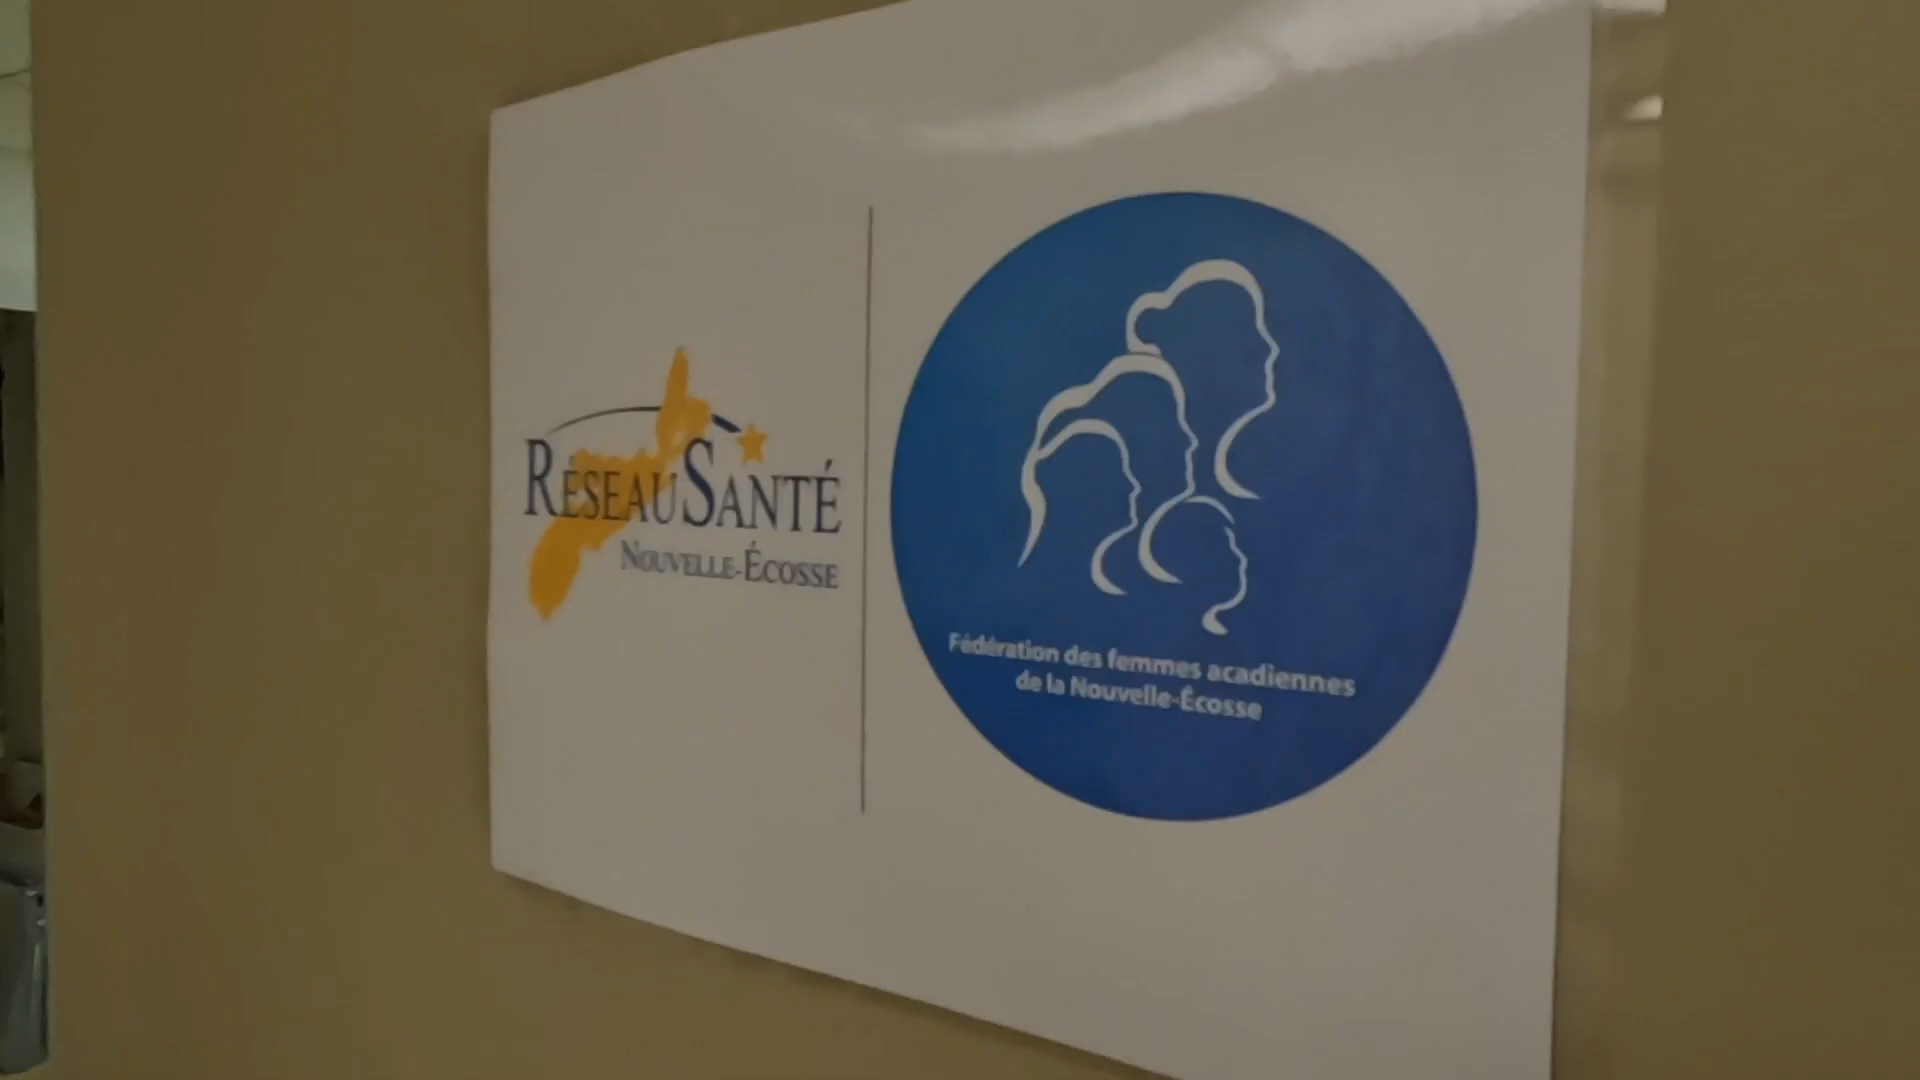 RÉSEAU SANTÉ
NOUVELLE-ÉCOSSE
Fédération des femmes acadiennes
de la Nouvelle-Écosse